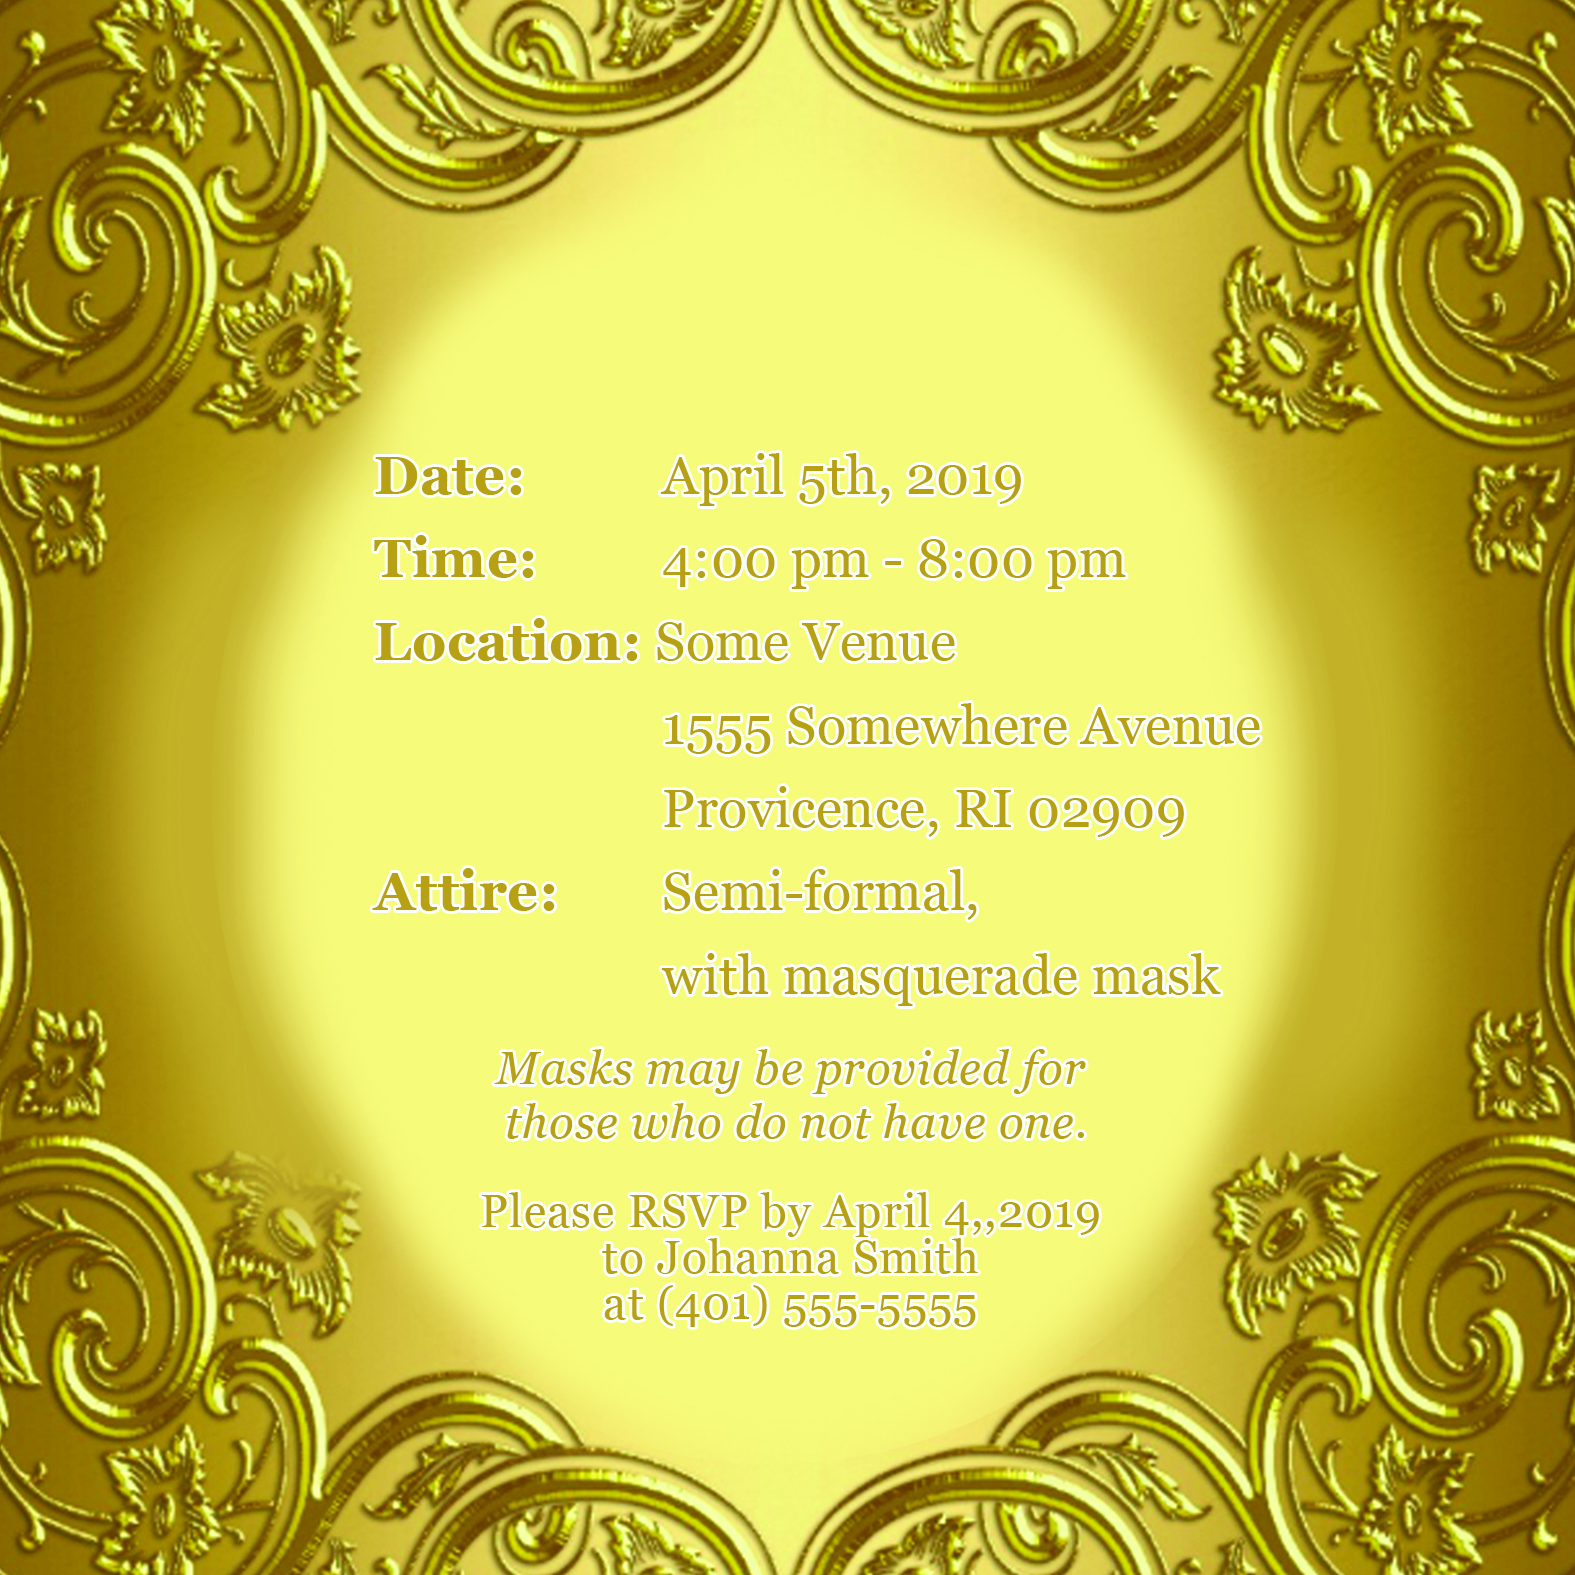 Date: April 5th, 2019
Time: 4:00 pm - 8:00 pm
Location: Some Venue
1555 Somewhere Avenue
Provicence, RI 02909
Attire: Semi-formal,
with masquerade mask
Masks may be provided for
those who do not have one.
Please RSVP by April 4,,2019
to Johanna Smith
at (401) 555-5555